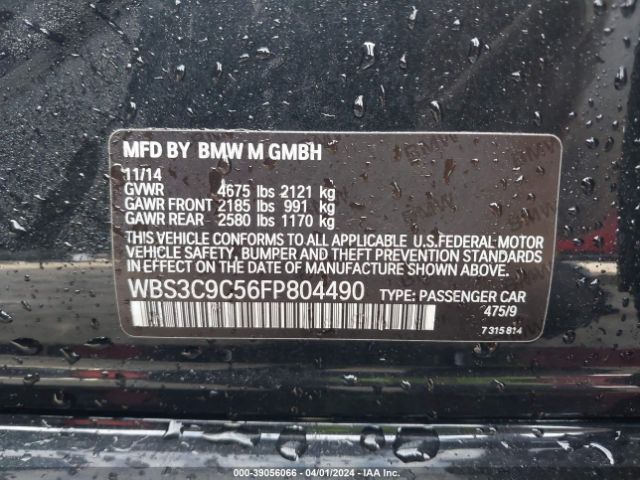 MFD BY BMW M GMBH
11/14
GVWR 4675 lbs 2121 kg
GAWR FRONT 2185 lbs 991 kg
GAWR REAR 2580 lbs 1170 kg
THIS VEHICLE CONFORMS TO ALL APPLICABLE U.S.FEDERAL MOTOR
VEHICLE SAFETY, BUMPER AND THEFT PREVENTION STANDARDS
IN EFFECT ON THE DATE OF MANUFACTURE SHOWN ABOVE.
WBS3C9C56FP804490 TYPE: PASSENGER CAR
475/9
7 315 814
000-39056066 - 04/01/2024 - IAA Inc.